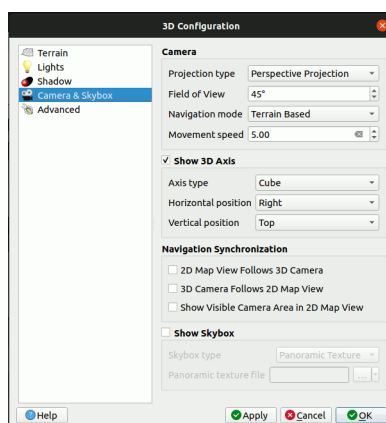 3D Configuration
Terrain
Lights
Shadow
Camera & Skybox
Advanced
Camera
Projection type Perspective Projection
Field of View 45°
Navigation mode Terrain Based
Movement speed 5.00
Show 3D Axis
Axis type Cube
Horizontal position Right
Vertical position Top
Navigation Synchronization
2D Map View Follows 3D Camera
3D Camera Follows 2D Map View
Show Visible Camera Area in 2D Map View
Show Skybox
Skybox type Panoramic Texture
Panoramic texture file ...
Help Apply Cancel OK